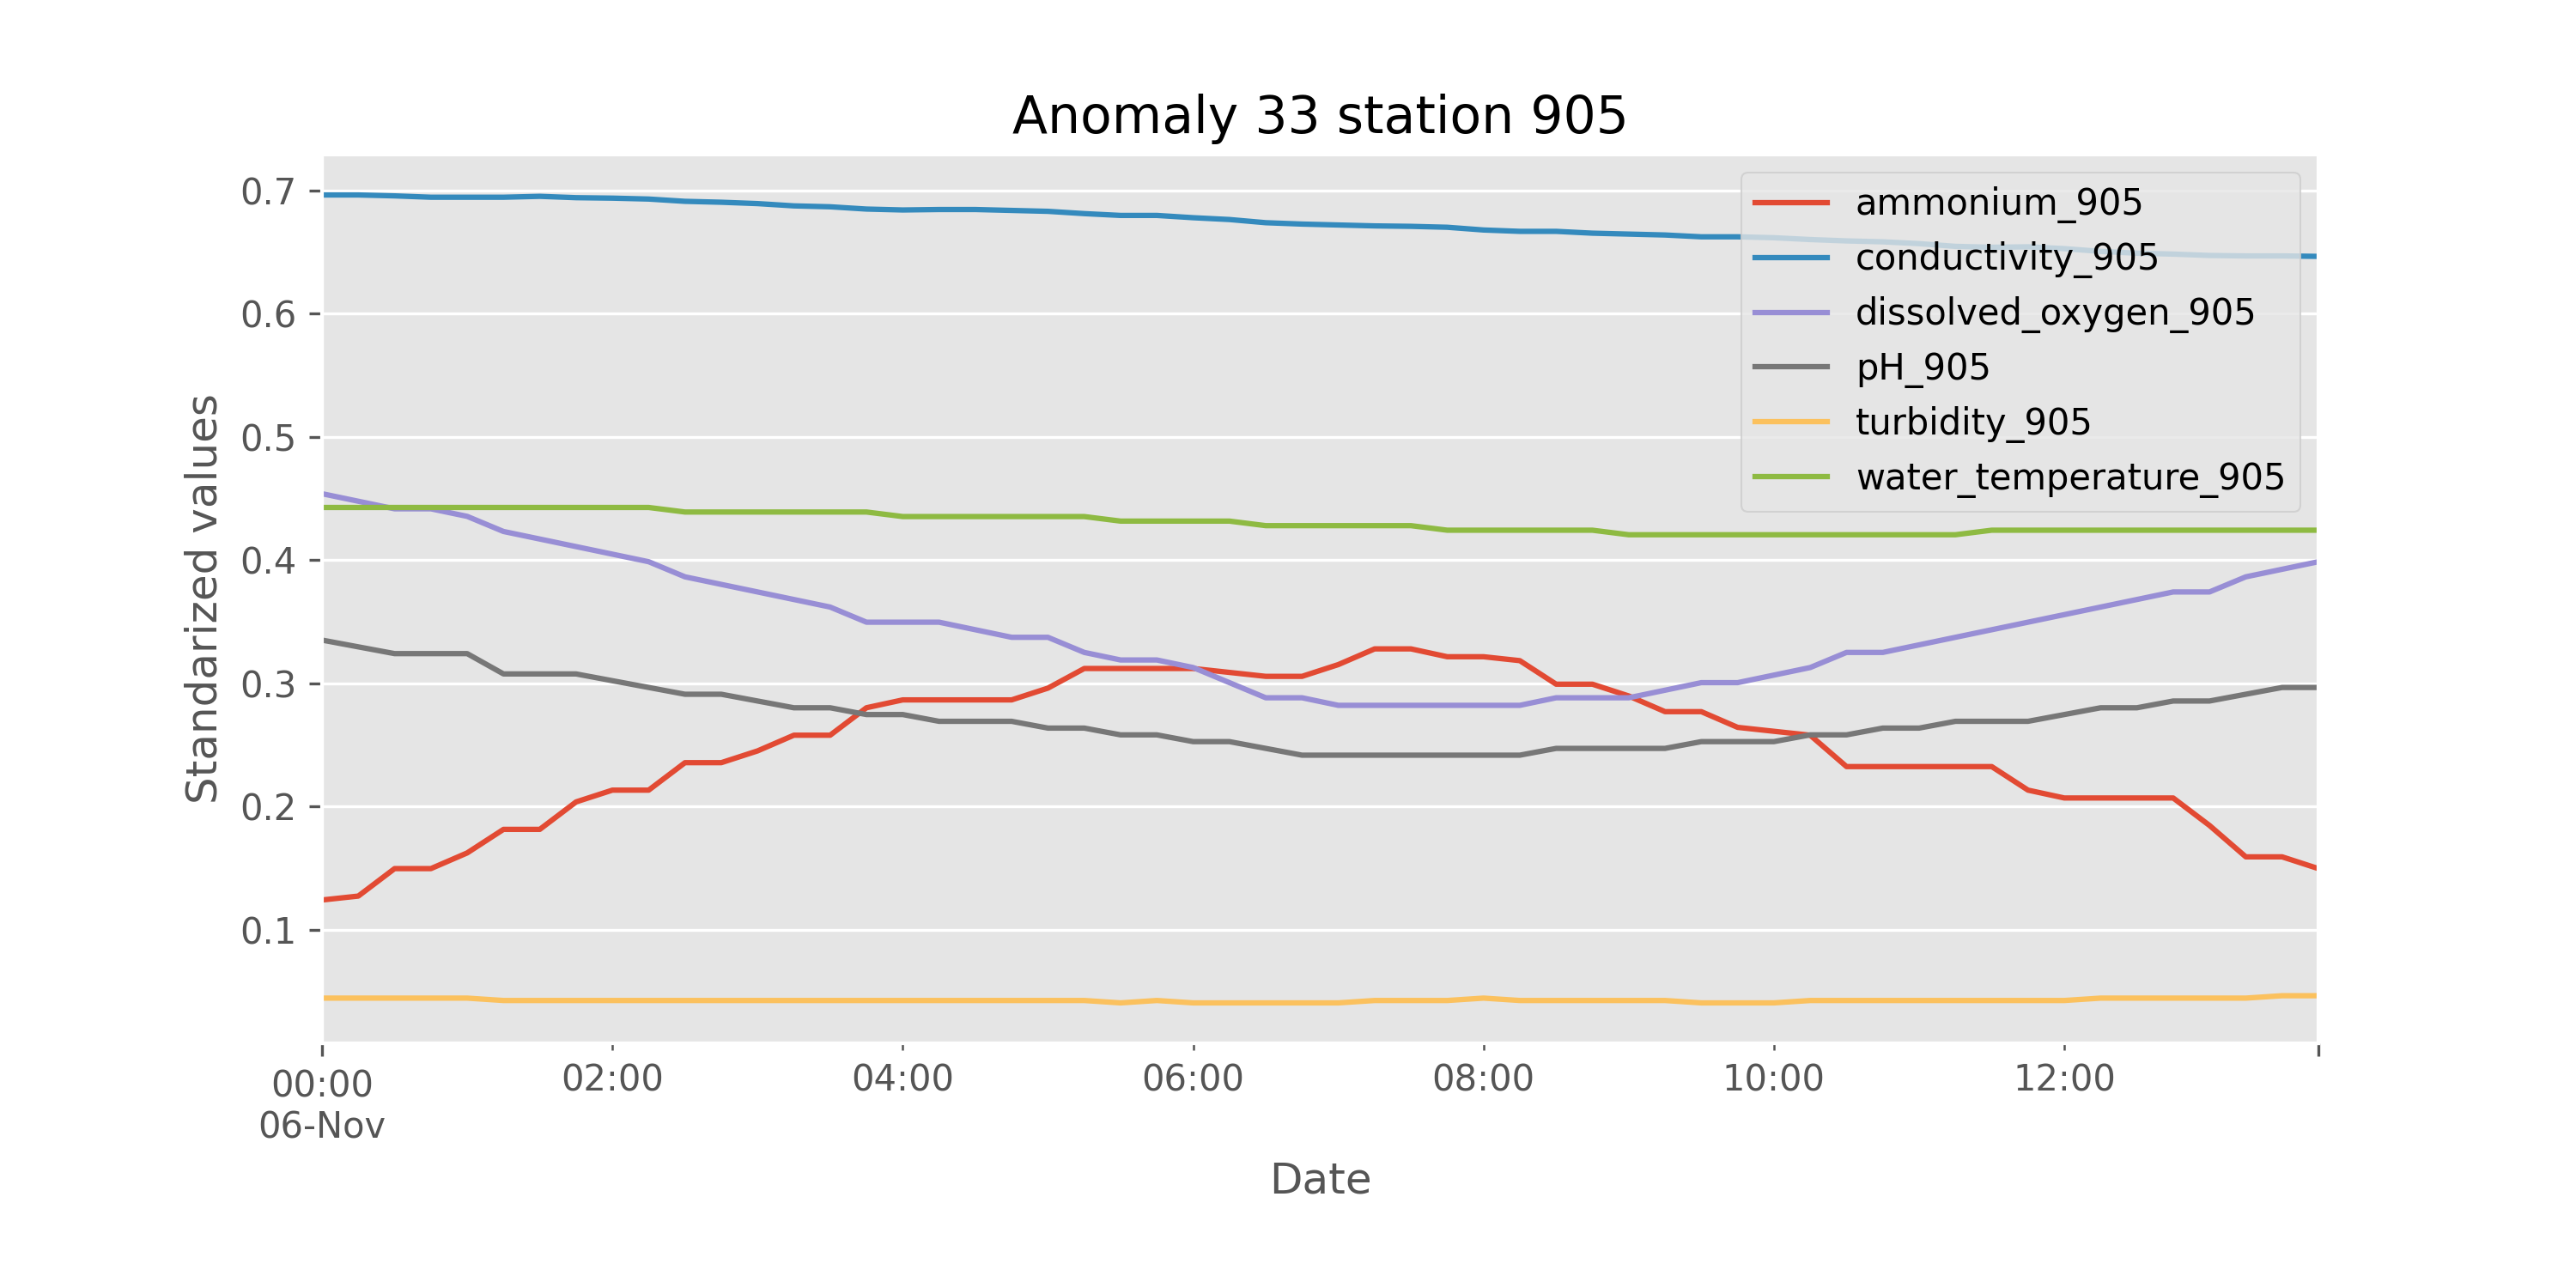 Anomaly 33 station 905
Standarized values
0.7
0.6
0.5
0.4
0.3
0.2
0.1
ammonium_905
conductivity_905
dissolved_oxygen_905
pH_905
turbidity_905
water_temperature_905
00:00 02:00 04:00 06:00 08:00 10:00 12:00
06-Nov
Date